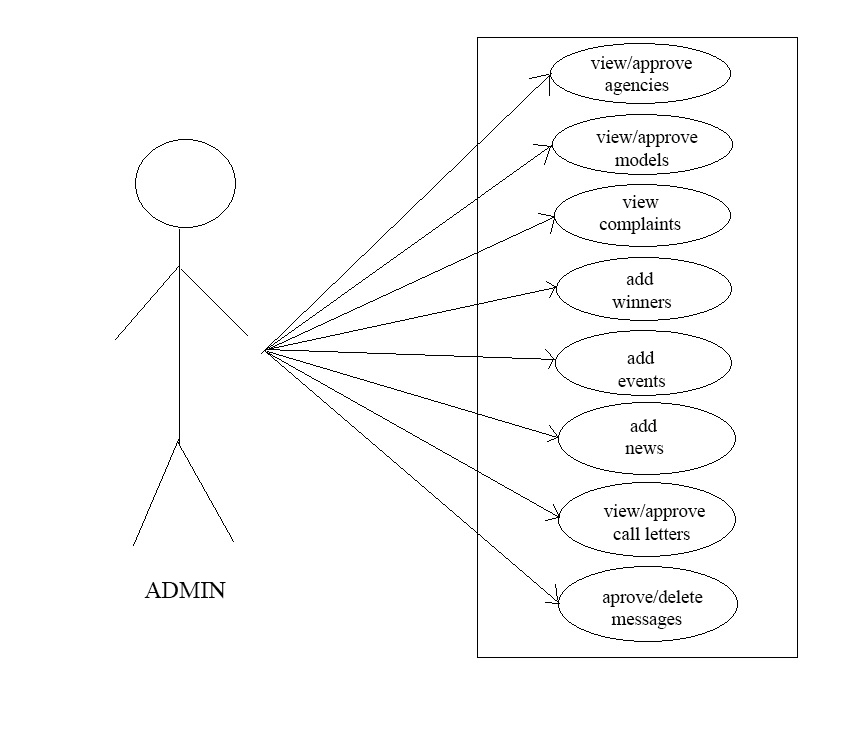 view/approve
agencies
view/approve
models
view
complaints
add
winners
add
events
add
news
view/approve
call letters
aprove/delete
messages
ADMIN